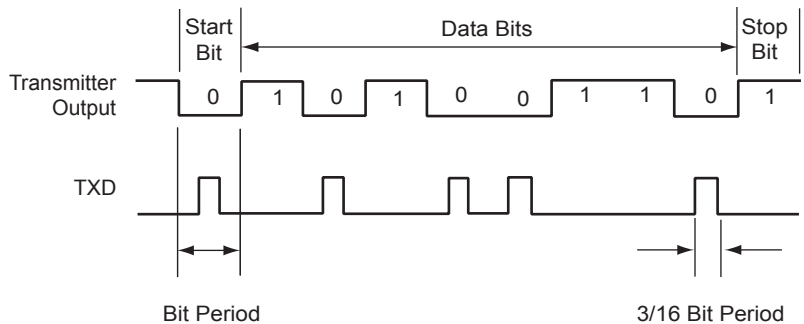 Start
Bit
Data Bits
Stop
Bit
Transmitter
Output
0 1 0 1 0 0 1 1 0 1
TXD
Bit Period
3/16 Bit Period